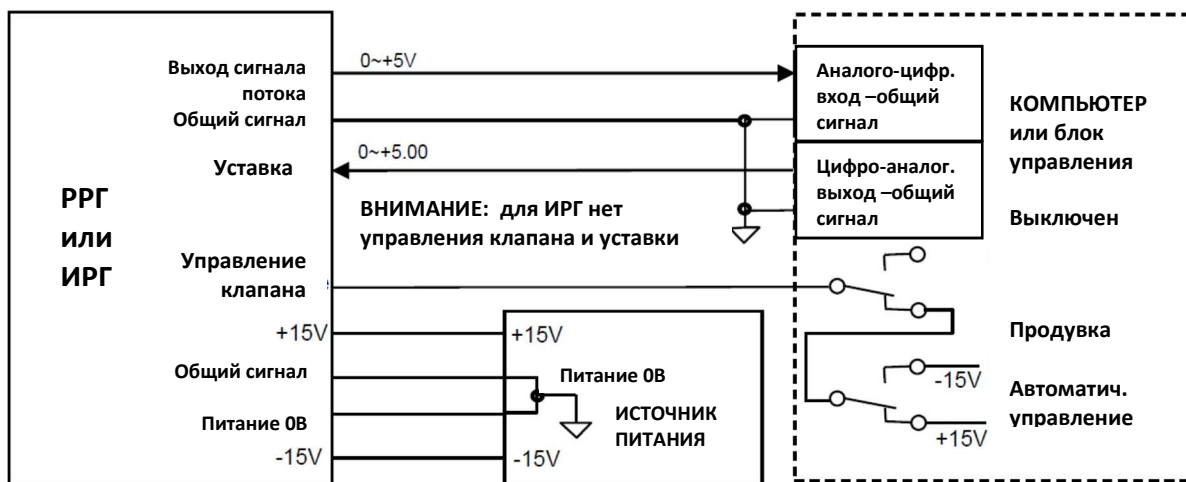 РРГ
или
ИРГ
Выход сигнала
потока
Общий сигнал
Уставка
Управление
клапана
+15V
Общий сигнал
Питание 0В
-15V
0~+5V
0~+5.00
ВНИМАНИЕ: для ИРГ нет
управления клапана и уставки
+15V
Питание 0В
ИСТОЧНИК
ПИТАНИЯ
-15V
Аналого-цифр.
вход –общий
сигнал
Цифро-аналог.
выход –общий
сигнал
КОМПЬЮТЕР
или блок
управления
Выключен
Продувка
-15V
Автоматич.
управление
+15V